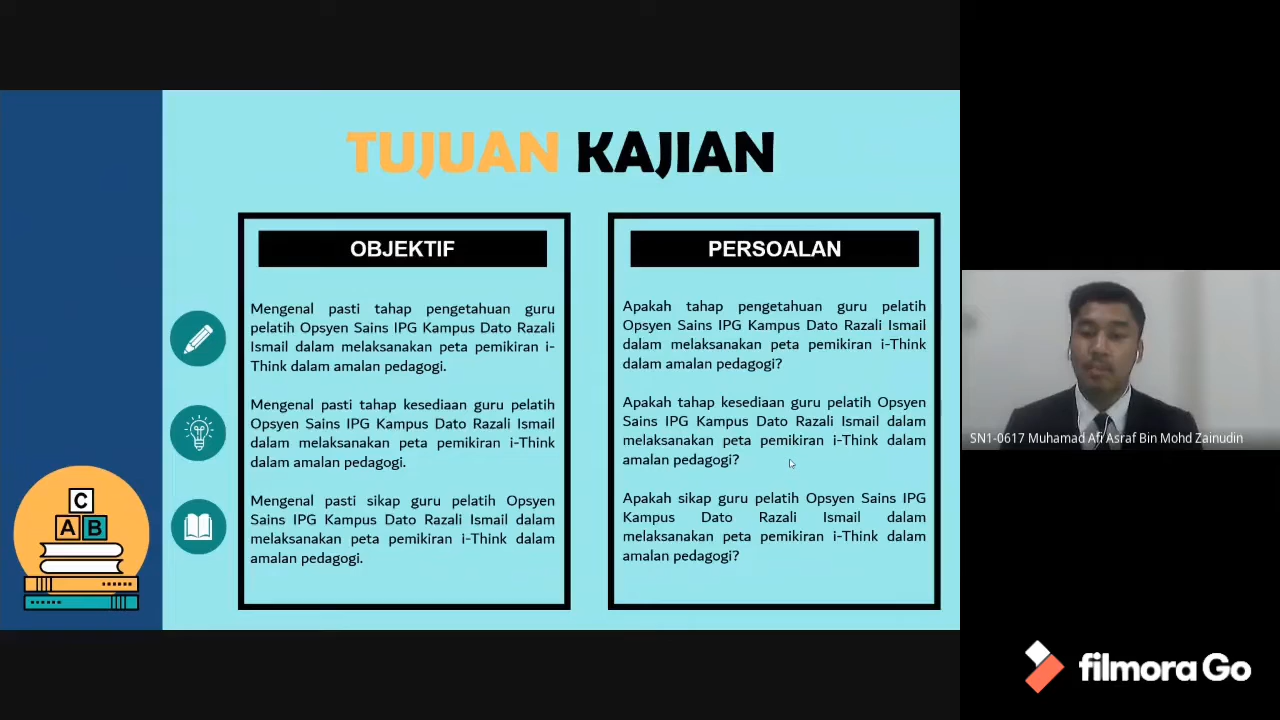 TUJUAN KAJIAN
OBJEKTIF
Mengenal pasti tahap pengetahuan guru
pelatih Opsyen Sains IPG Kampus Dato Razali
Ismail dalam melaksanakan peta pemikiran i-
Think dalam amalan pedagogi.
Mengenal pasti tahap kesediaan guru pelatih
Opsyen Sains IPG Kampus Dato Razali Ismail
dalam melaksanakan peta pemikiran i-Think
dalam amalan pedagogi.
Mengenal pasti sikap guru pelatih Opsyen
Sains IPG Kampus Dato Razali Ismail dalam
melaksanakan peta pemikiran i-Think dalam
amalan pedagogi.
PERSOALAN
Apakah tahap pengetahuan guru pelatih
Opsyen Sains IPG Kampus Dato Razali Ismail
dalam melaksanakan peta pemikiran i-Think
dalam amalan pedagogi?
Apakah tahap kesediaan guru pelatih Opsyen
Sains IPG Kampus Dato Razali Ismail dalam
melaksanakan peta pemikiran i-Think dalam
amalan pedagogi?
Apakah sikap guru pelatih Opsyen Sains IPG
Kampus Dato Razali Ismail dalam
melaksanakan peta pemikiran i-Think dalam
amalan pedagogi?
C
A B
SN1-0617 Muhamad Afi Asraf Bin Mohd Zainudin
filmora Go